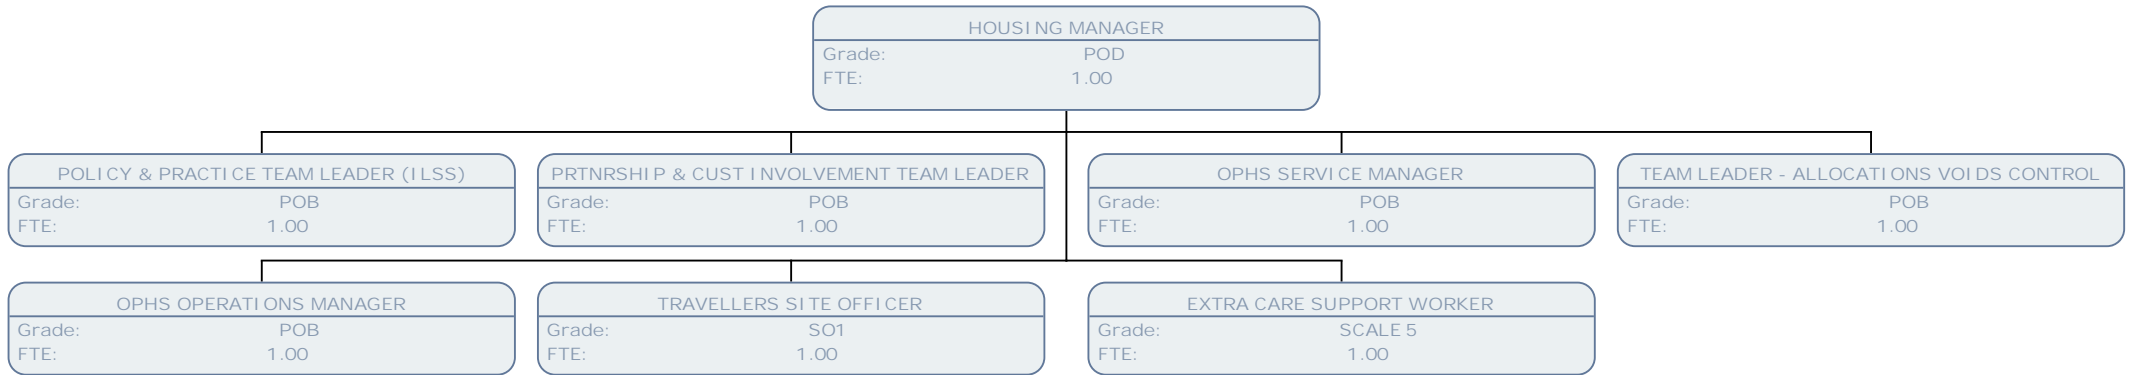 HOUSING MANAGER
Grade: POD
FTE: 1.00
POLICY & PRACTICE TEAM LEADER (ILSS)
Grade: POB
FTE: 1.00
PRTNRSHIP & CUST INVOLVEMENT TEAM LEADER
Grade: POB
FTE: 1.00
OPHS SERVICE MANAGER
Grade: POB
FTE: 1.00
TEAM LEADER - ALLOCATIONS VOIDS CONTROL
Grade: POB
FTE: 1.00
OPHS OPERATIONS MANAGER
Grade: POB
FTE: 1.00
TRAVELLERS SITE OFFICER
Grade: SO1
FTE: 1.00
EXTRA CARE SUPPORT WORKER
Grade: SCALE 5
FTE: 1.00